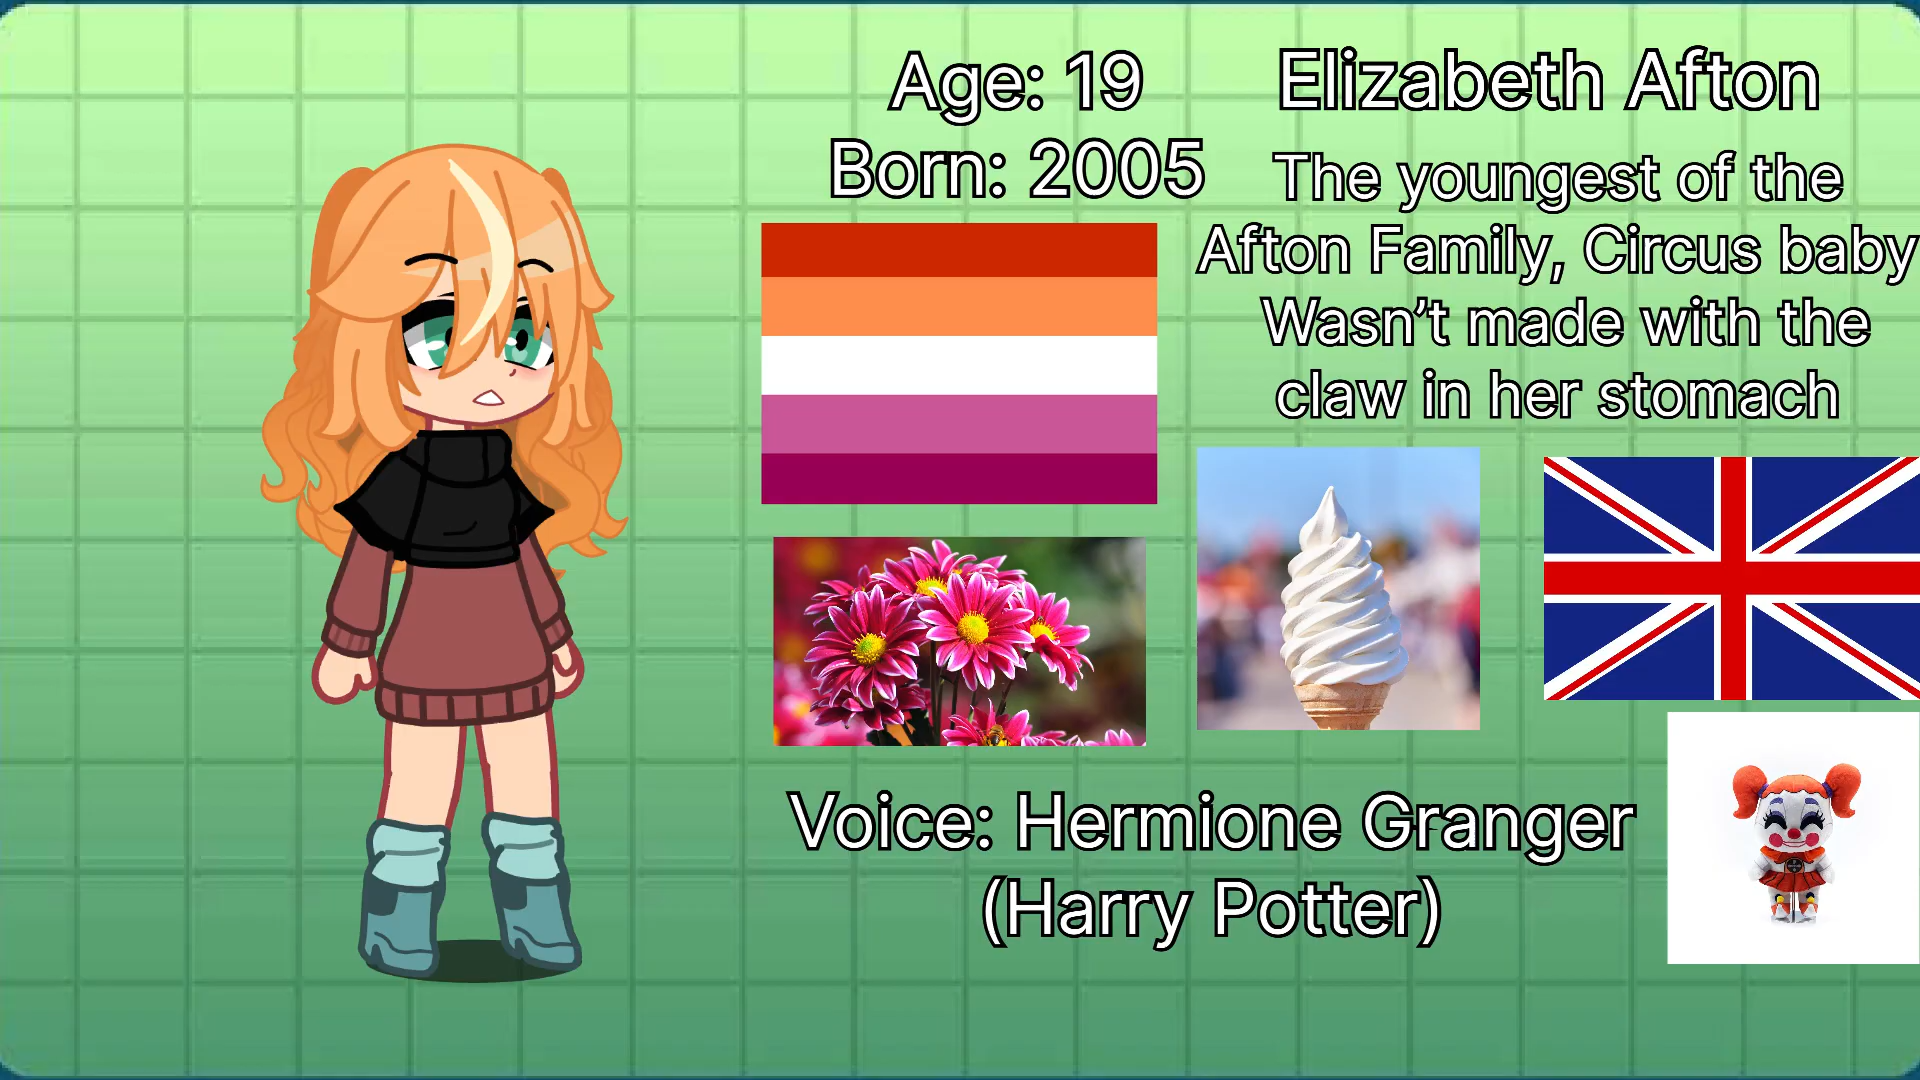 Age: 19
Born: 2005
Elizabeth Afton
The youngest of the
Afton Family, Circus baby
Wasn't made with the
claw in her stomach
Voice: Hermione Granger
(Harry Potter)